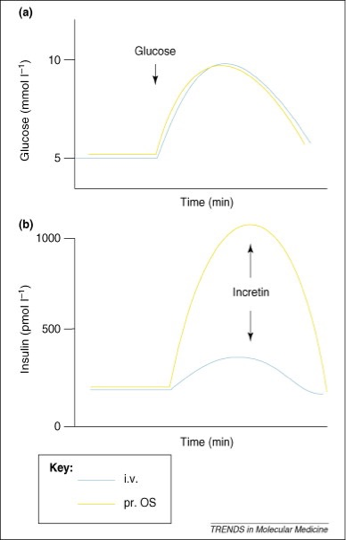 (a)
Glucose
10
5
Glucose (mmol l⁻¹)
Time (min)
(b)
1000
500
0
Insulin (pmol l⁻¹)
Incretin
Time (min)
Key:
i.v.
pr. OS
TRENDS in Molecular Medicine